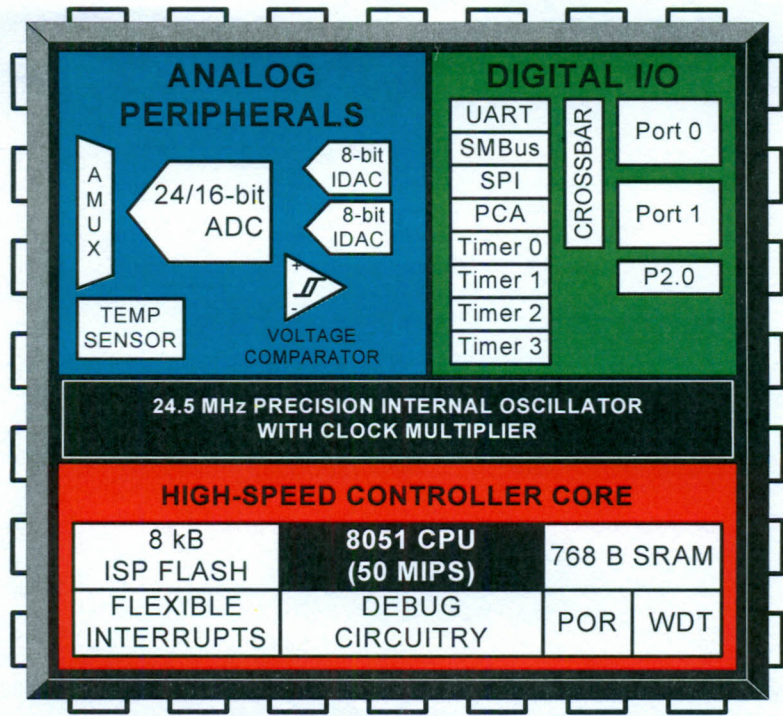 ANALOG
PERIPHERALS
AMUX
24/16-bit
ADC
8-bit
IDAC
8-bit
IDAC
+
-
TEMP
SENSOR
VOLTAGE
COMPARATOR
DIGITAL I/O
UART
SMBus
SPI
PCA
Timer 0
Timer 1
Timer 2
Timer 3
CROSSBAR
Port 0
Port 1
P2.0
24.5 MHz PRECISION INTERNAL OSCILLATOR
WITH CLOCK MULTIPLIER
HIGH-SPEED CONTROLLER CORE
8 kB
ISP FLASH
8051 CPU
(50 MIPS)
768 B SRAM
FLEXIBLE
INTERRUPTS
DEBUG
CIRCUITRY
POR
WDT